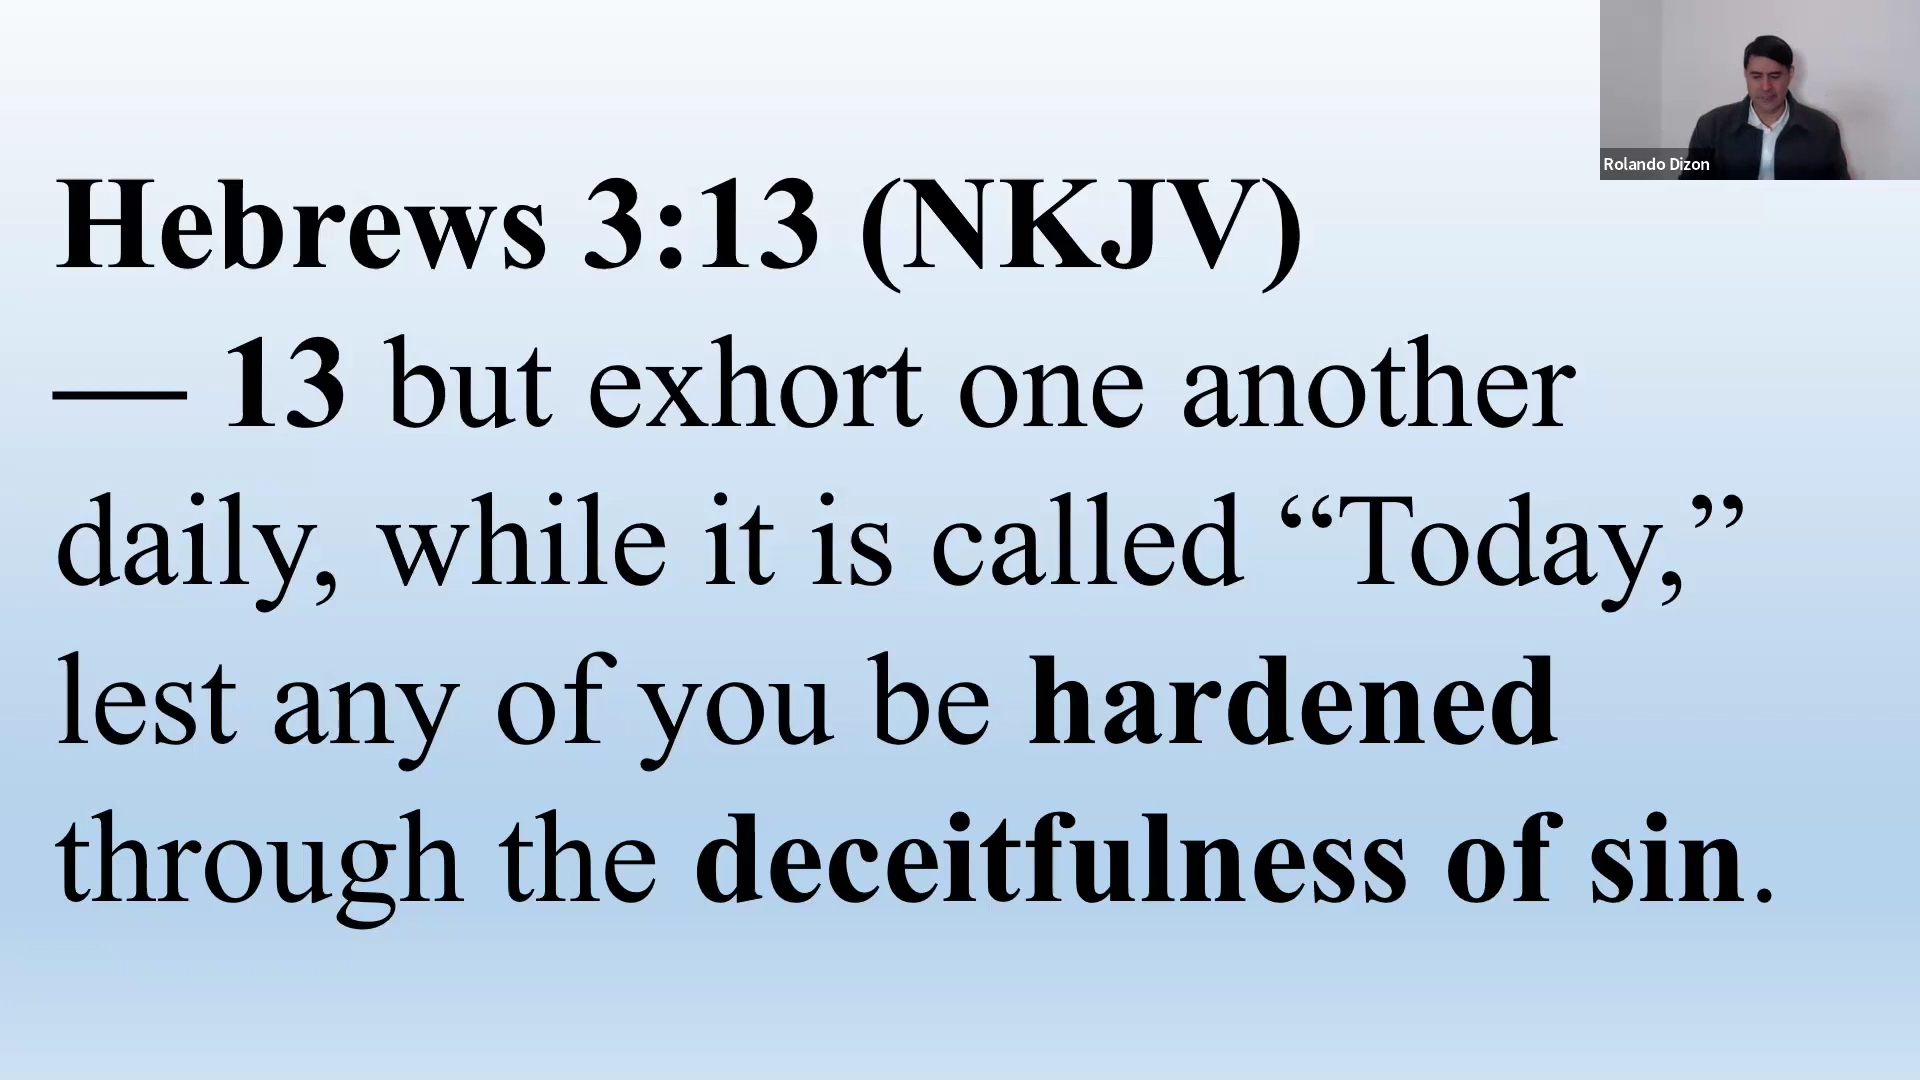 Rolando Dizon
Hebrews 3:13 (NKJV)
— 13 but exhort one another
daily, while it is called “Today,”
lest any of you be hardened
through the deceitfulness of sin.